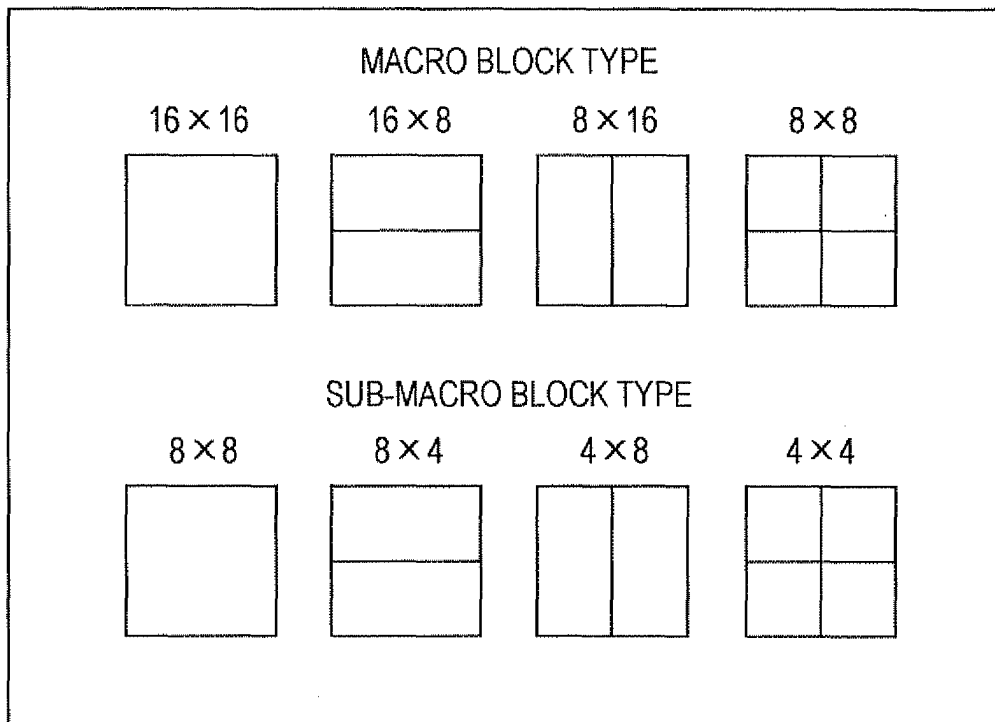 MACRO BLOCK TYPE
16 × 16 16 × 8 8 × 16 8 × 8
SUB-MACRO BLOCK TYPE
8 × 8 8 × 4 4 × 8 4 × 4